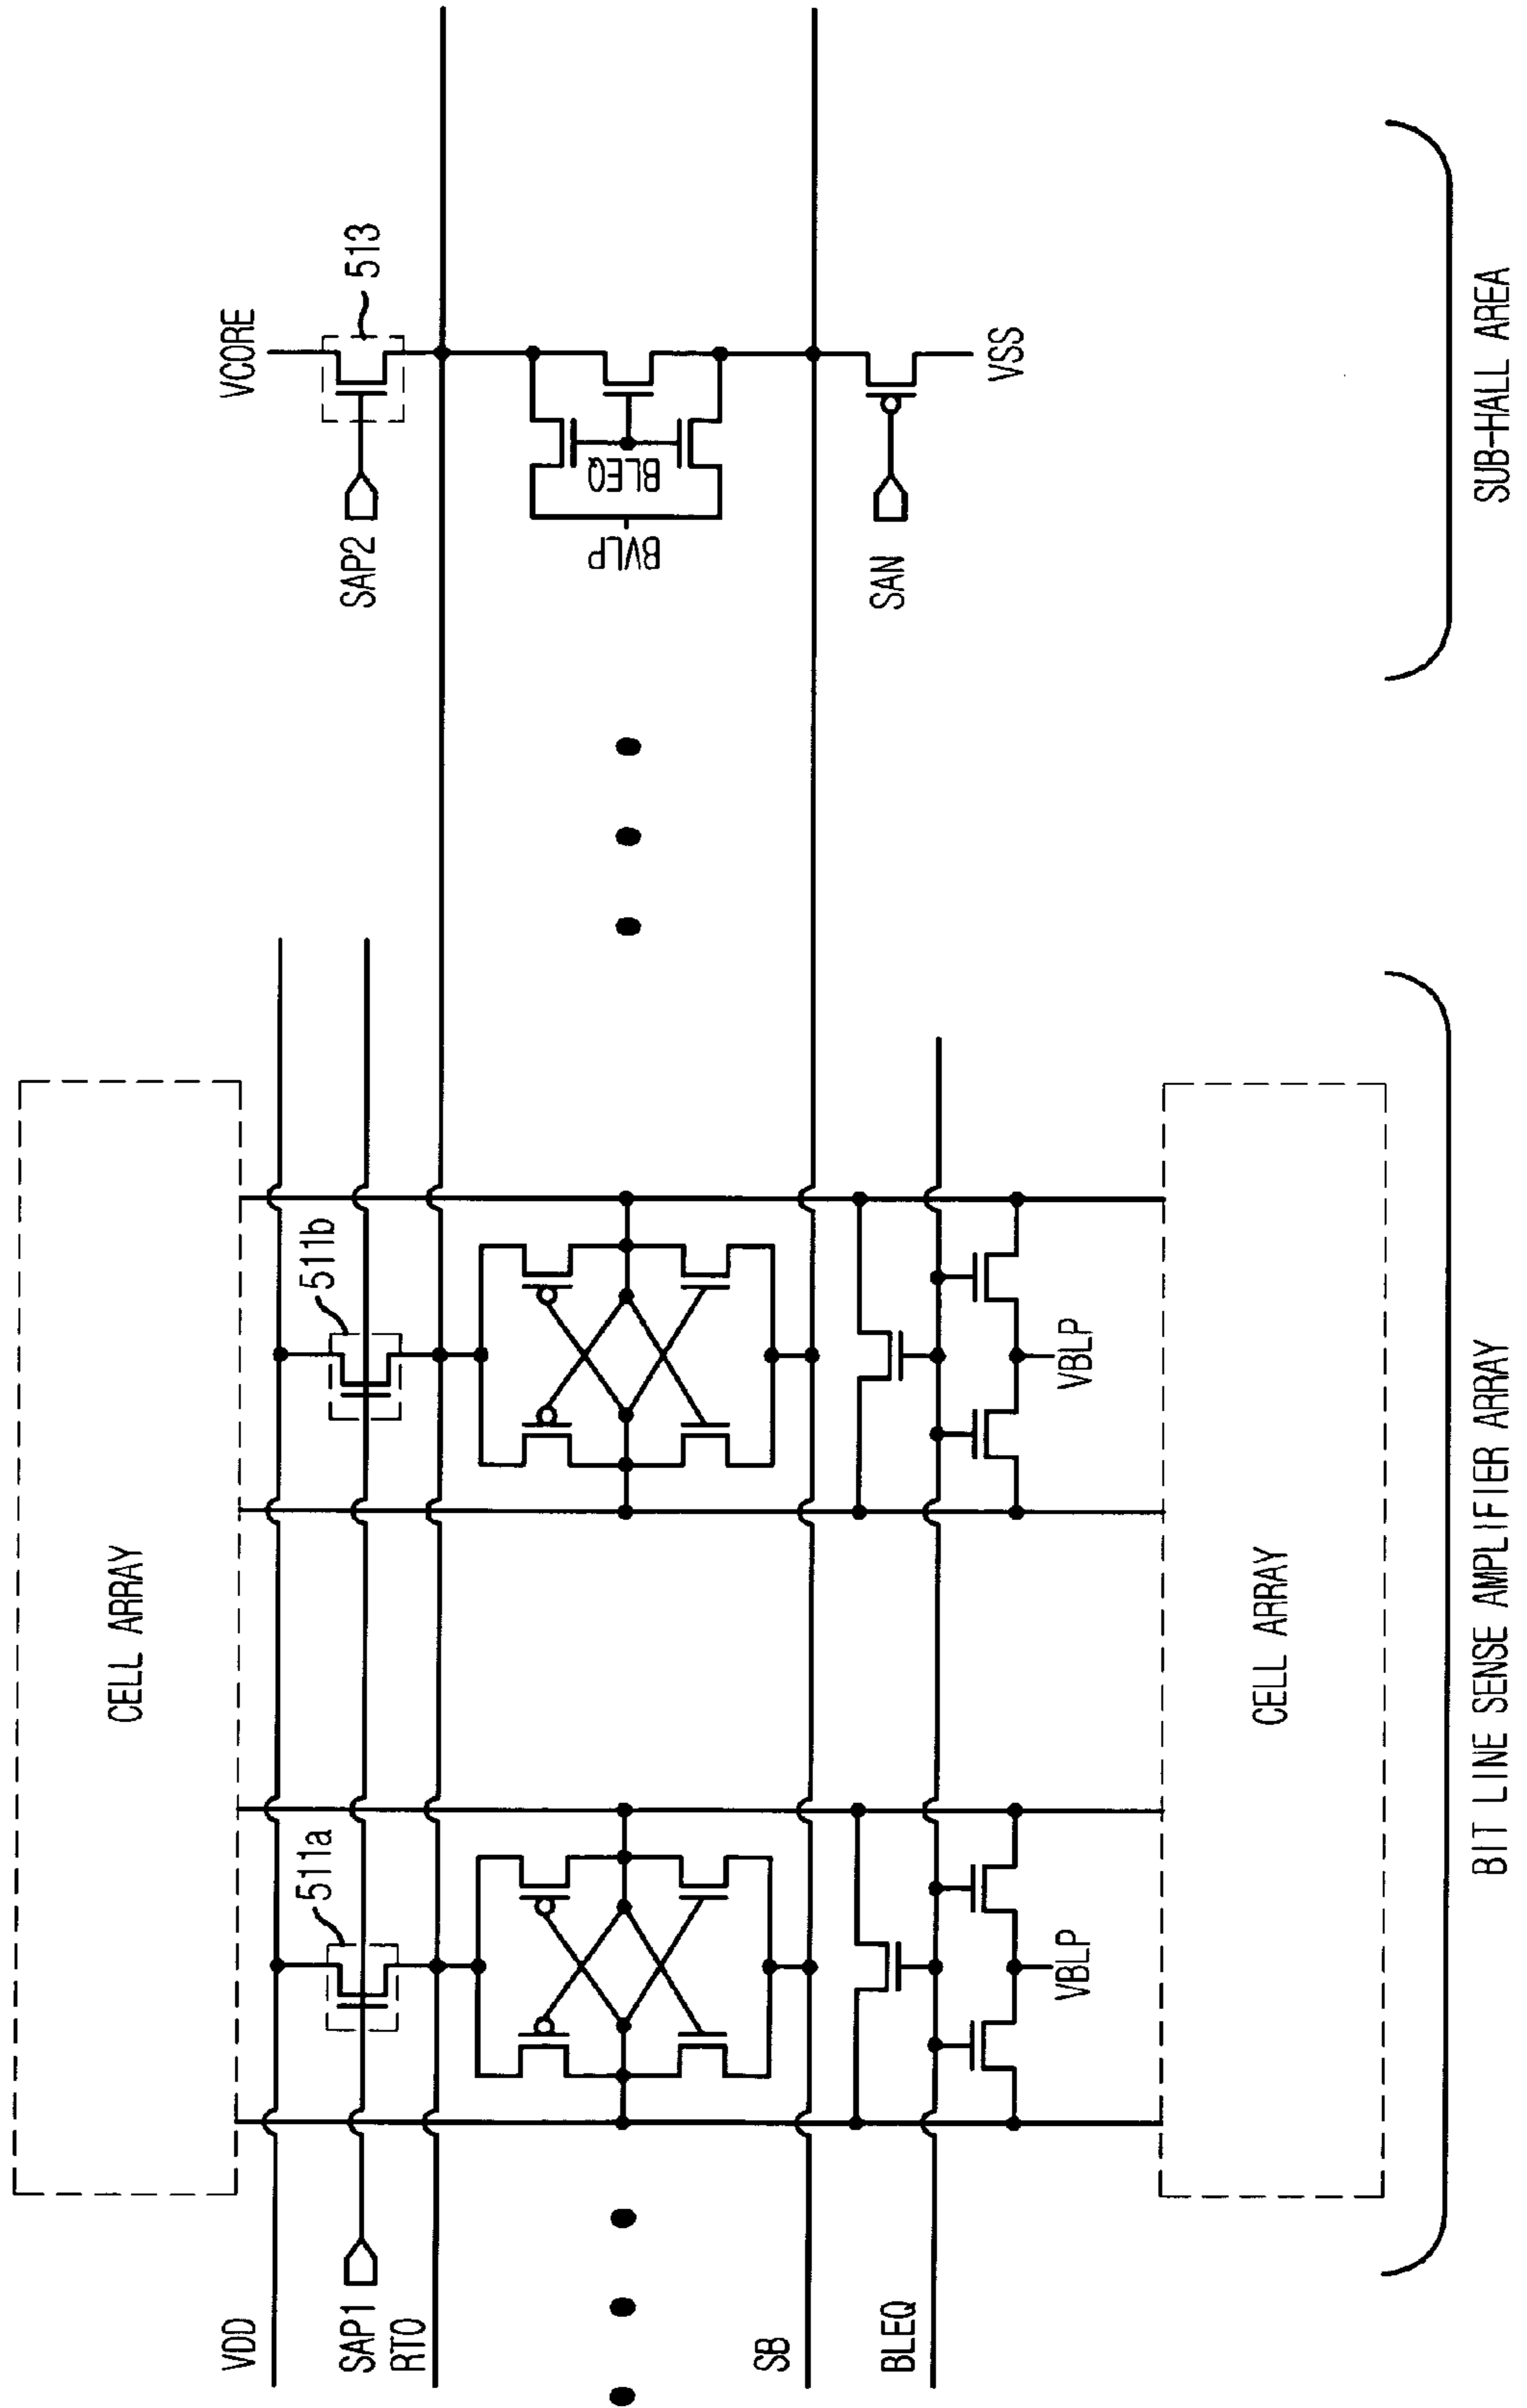 CELL ARRAY
VDD
SAP1
RTO
511a
511b
SAP2
VCORE
513
BLEQ
BVLP
SB
BLEQ
VBLP
VBLP
SAN
VSS
CELL ARRAY
BIT LINE SENSE AMPLIFIER ARRAY
SUB-HALL AREA